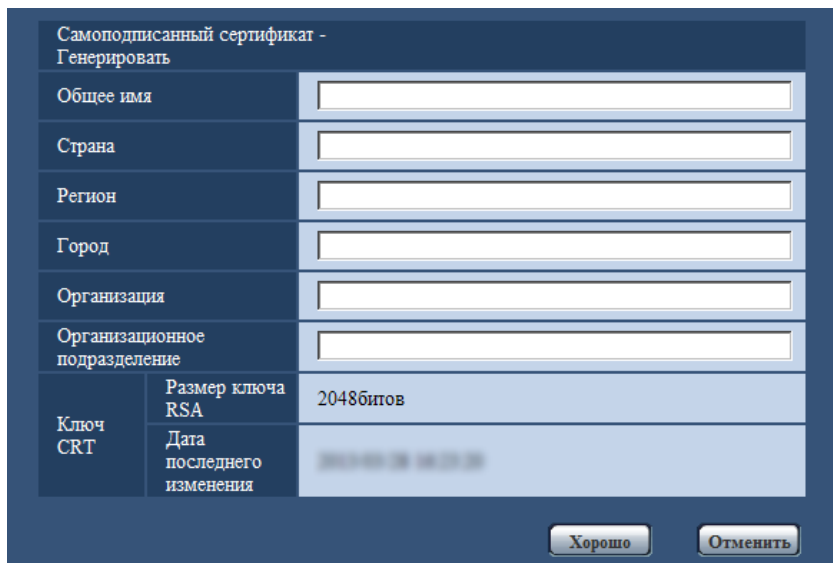 Самоподписанный сертификат -
Генерировать
Общее имя
Страна
Регион
Город
Организация
Организационное
подразделение
Ключ
CRT
Размер ключа
RSA
2048битов
Дата
последнего
изменения
Хорошо
Отменить